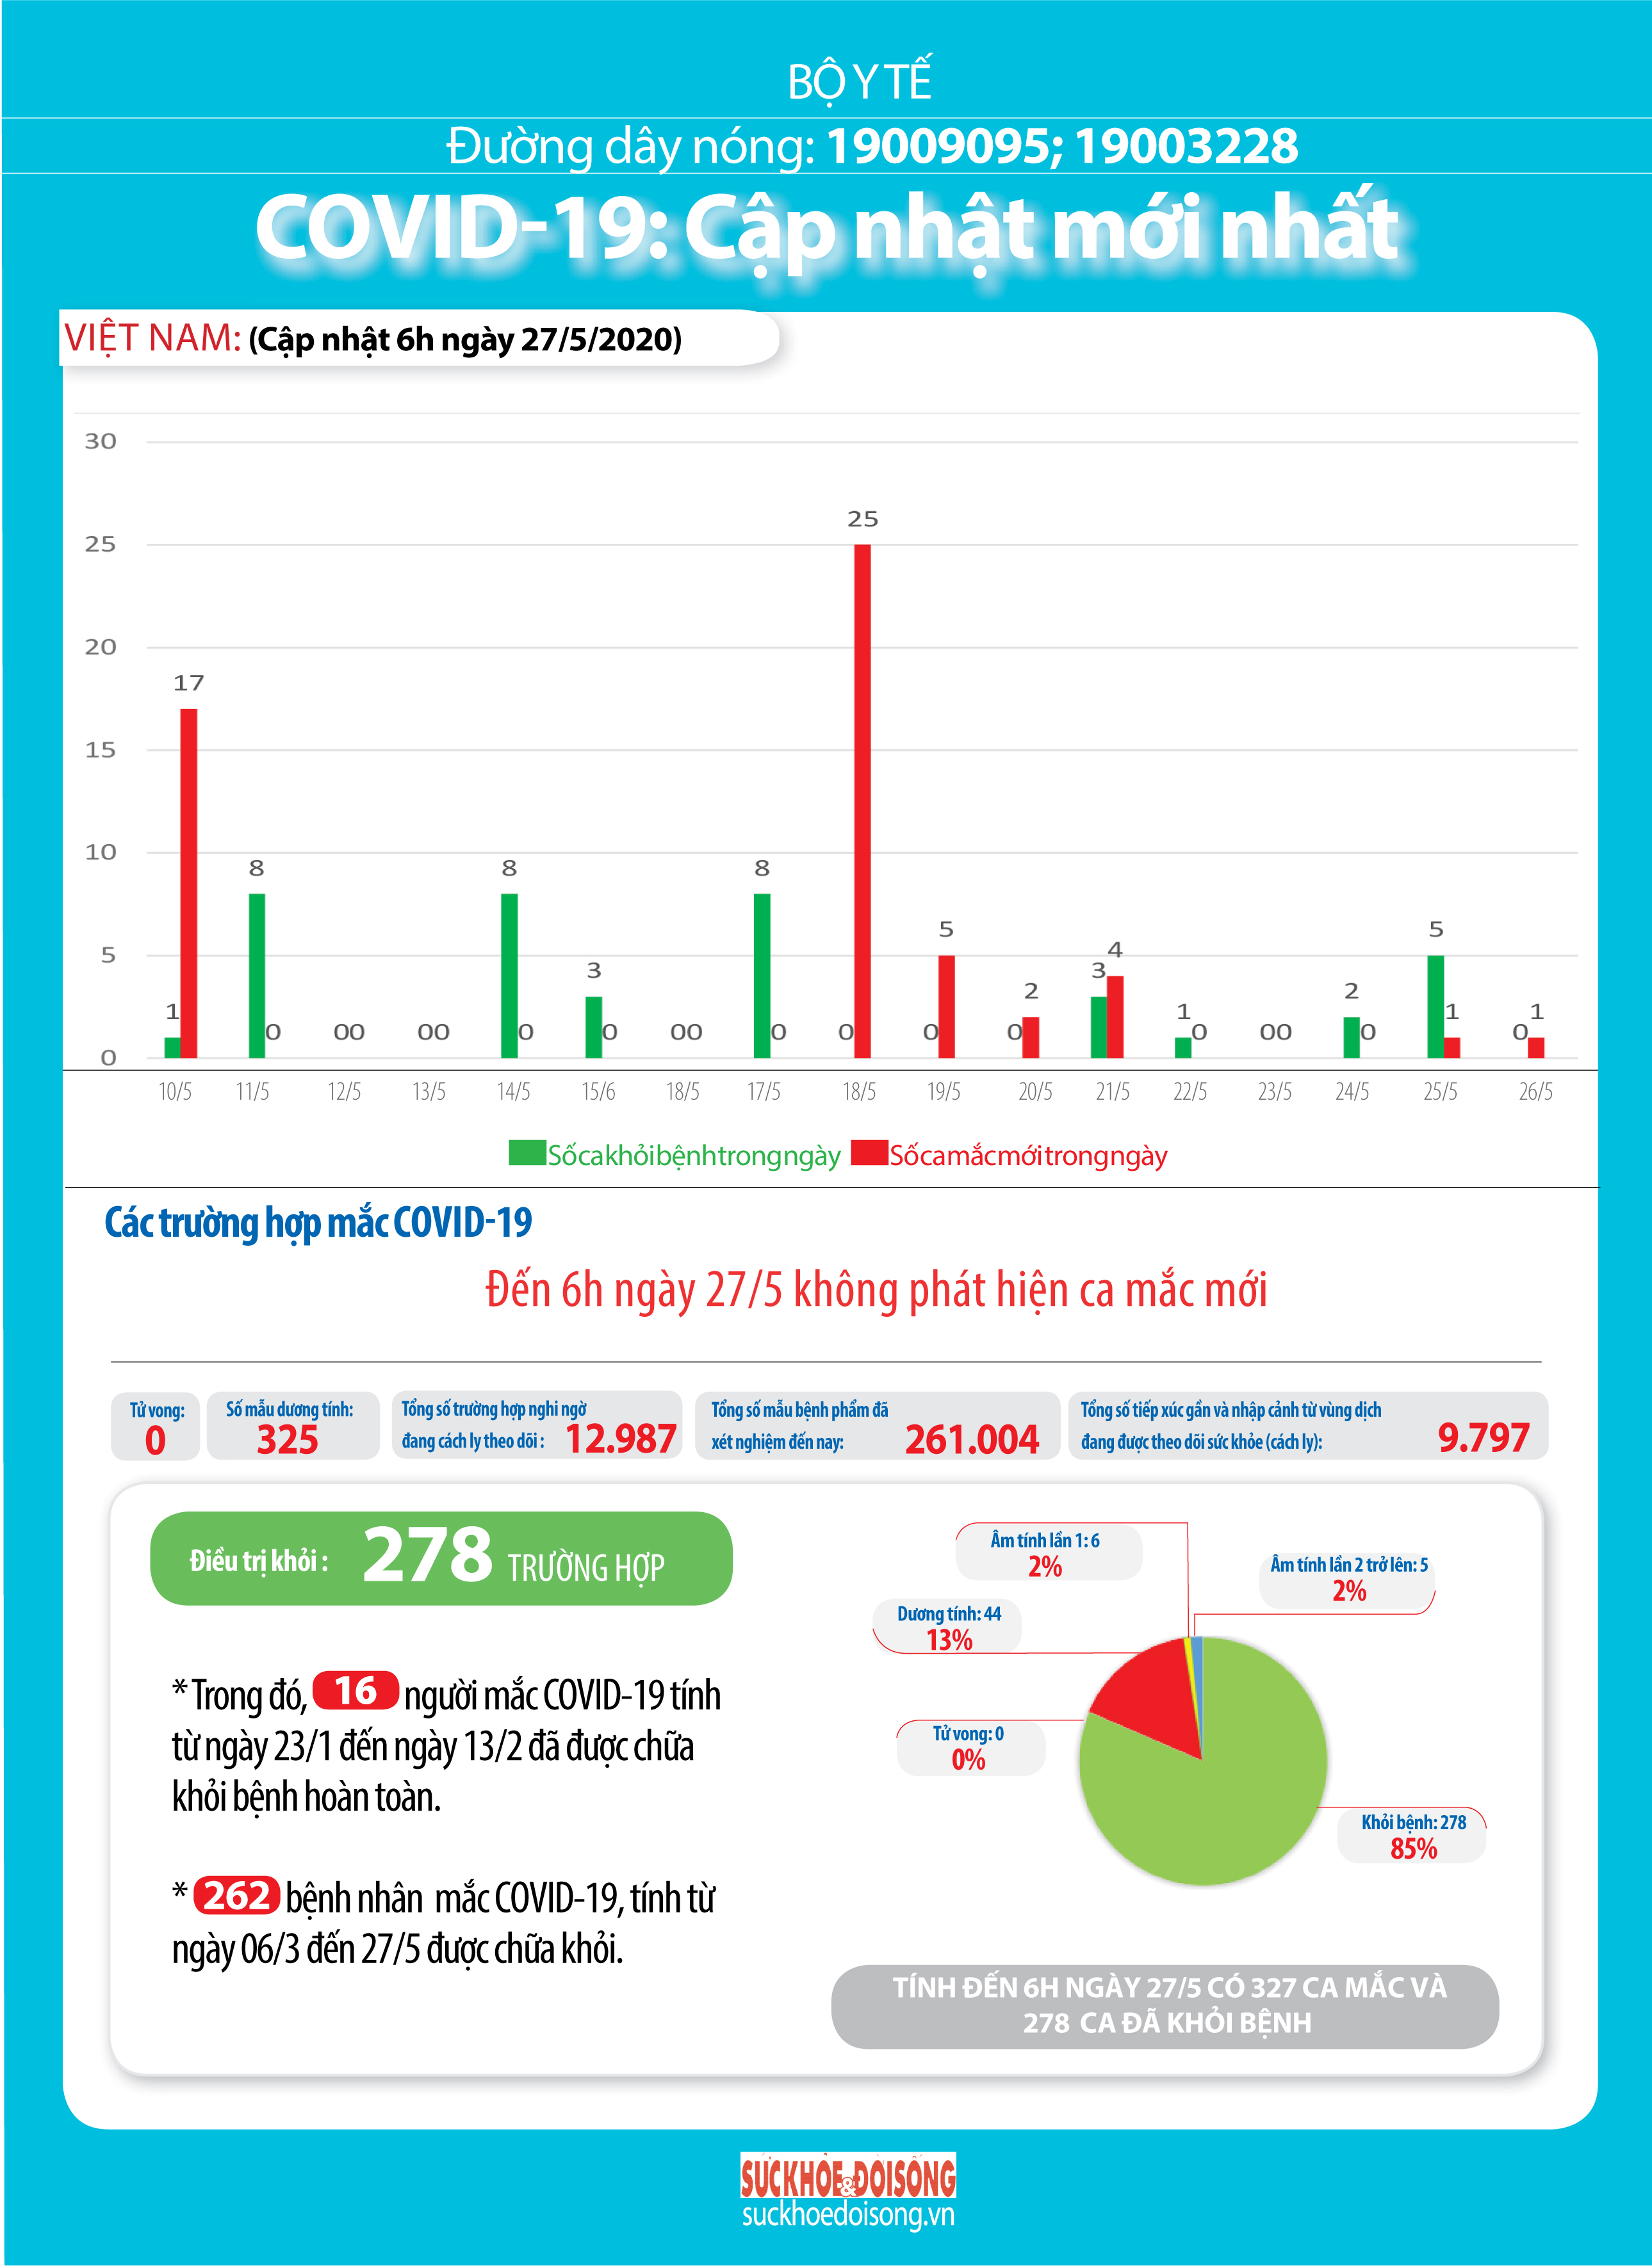 BỘ Y TẾ
Đường dây nóng: 19009095; 19003228
COVID-19: Cập nhật mới nhất
VIỆT NAM: (Cập nhật 6h ngày 27/5/2020)
30
25
20
15
10
5
0
1 17
8 0
0 0
0 0
8 0
3 0
0 0
8 0
0 25
0 5
0 2
3 4
1 0
0 0
2 0
5 1
0 1
10/5 11/5 12/5 13/5 14/5 15/6 18/5 17/5 18/5 19/5 20/5 21/5 22/5 23/5 24/5 25/5 26/5
Số ca khỏi bệnh trong ngày Số ca mắc mới trong ngày
Các trường hợp mắc COVID-19
Đến 6h ngày 27/5 không phát hiện ca mắc mới
Tử vong:
0
Số mẫu dương tính:
325
Tổng số trường hợp nghi ngờ
đang cách ly theo dõi : 12.987
Tổng số mẫu bệnh phẩm đã
xét nghiệm đến nay: 261.004
Tổng số tiếp xúc gần và nhập cảnh từ vùng dịch
đang được theo dõi sức khỏe (cách ly): 9.797
Điều trị khỏi : 278 TRƯỜNG HỢP
* Trong đó, 16 người mắc COVID-19 tính
từ ngày 23/1 đến ngày 13/2 đã được chữa
khỏi bệnh hoàn toàn.
* 262 bệnh nhân mắc COVID-19, tính từ
ngày 06/3 đến 27/5 được chữa khỏi.
Âm tính lần 1: 6
2%
Âm tính lần 2 trở lên: 5
2%
Dương tính: 44
13%
Tử vong: 0
0%
Khỏi bệnh: 278
85%
TÍNH ĐẾN 6H NGÀY 27/5 CÓ 327 CA MẮC VÀ
278 CA ĐÃ KHỎI BỆNH
SỨC KHỎE & ĐỜI SỐNG
suckhoedoisong.vn